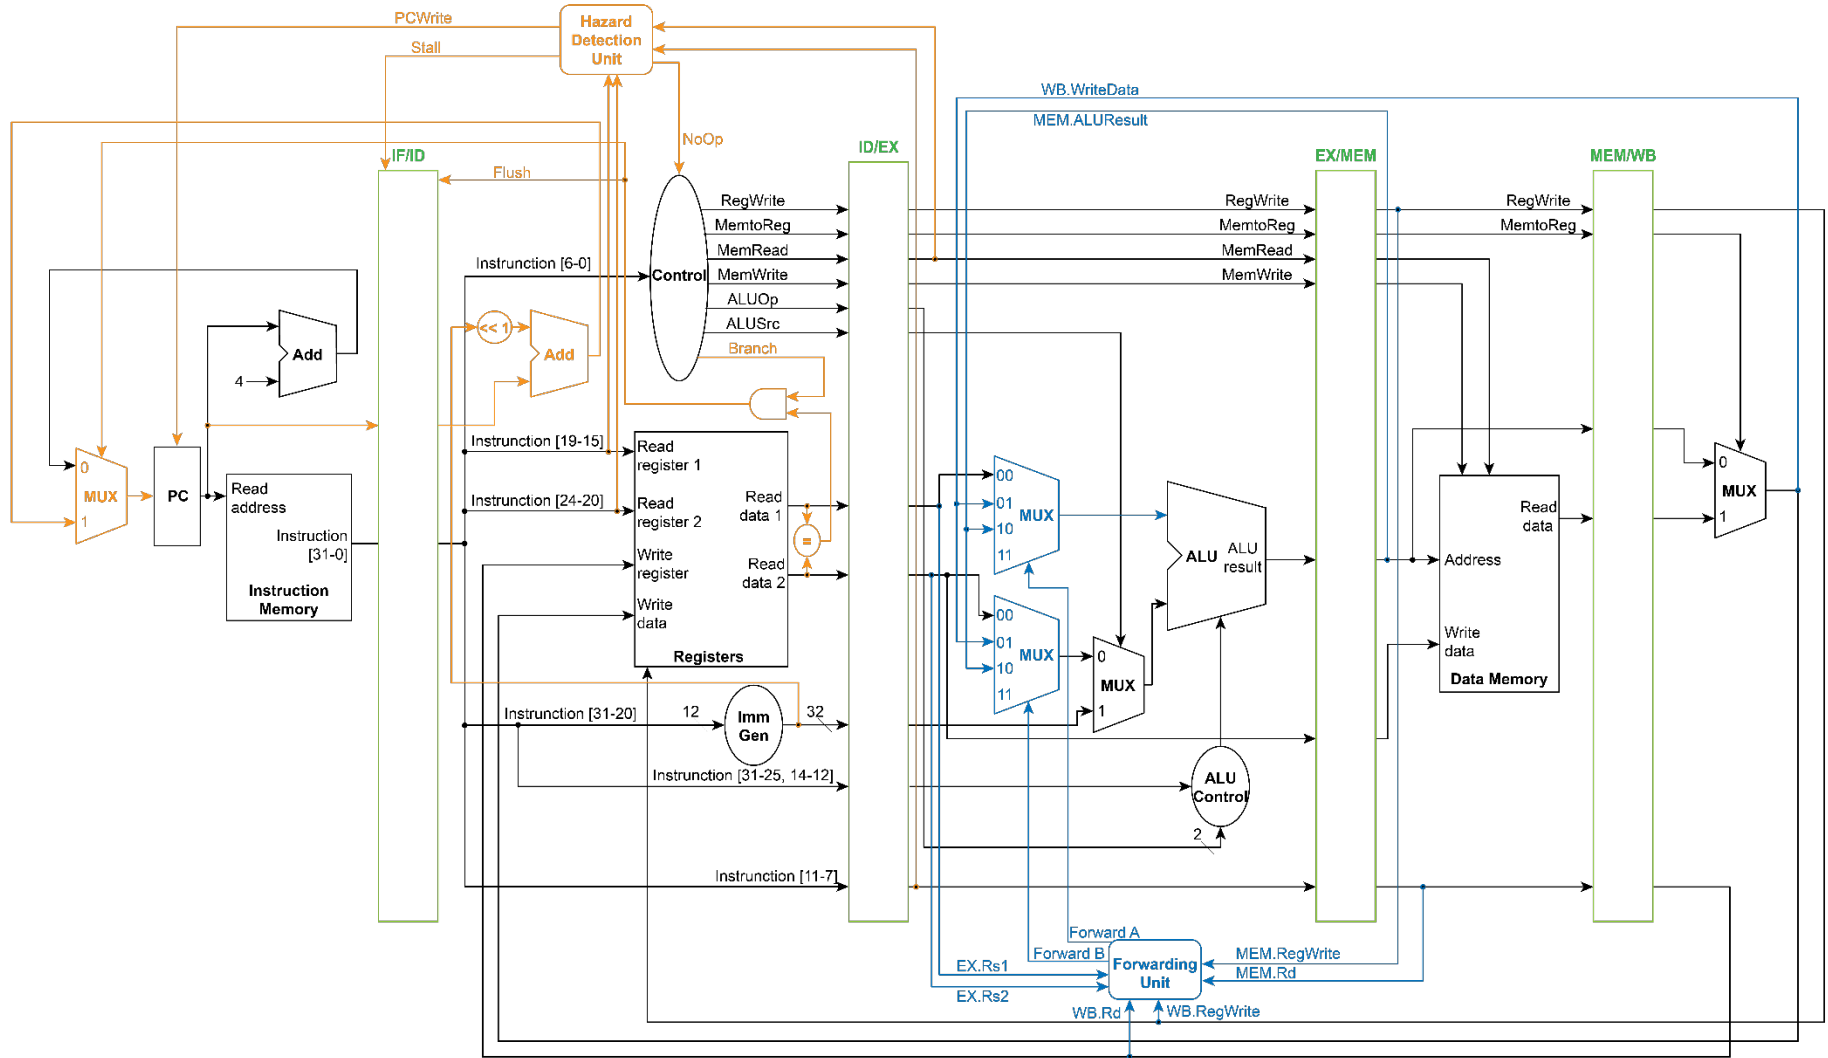 PCWrite
Hazard
Detection
Unit
Stall
WB.WriteData
MEM.ALUResult
NoOp
IF/ID
ID/EX
EX/MEM
MEM/WB
Flush
RegWrite
RegWrite
RegWrite
MemtoReg
MemtoReg
MemtoReg
MemRead
MemRead
Instrunction [6-0]
Control
MemWrite
MemWrite
ALUOp
ALUSrc
<< 1
Branch
Add
Add
4
Instrunction [19-15]
Read
register 1
0
MUX
1
PC
Read
address
Instruction
[31-0]
Instruction
Memory
Instrunction [24-20]
Read
register 2
Read
data 1
=
Write
register
Read
data 2
Write
data
Registers
00
01
MUX
10
11
00
01
MUX
10
11
ALU
ALU
result
0
MUX
1
Read
data
Address
Write
data
Data Memory
0
MUX
1
Instrunction [31-20]
12
Imm
Gen
32
Instrunction [31-25, 14-12]
ALU
Control
2
Instrunction [11-7]
Forward A
Forward B
Forwarding
Unit
MEM.RegWrite
MEM.Rd
EX.Rs1
EX.Rs2
WB.Rd
WB.RegWrite